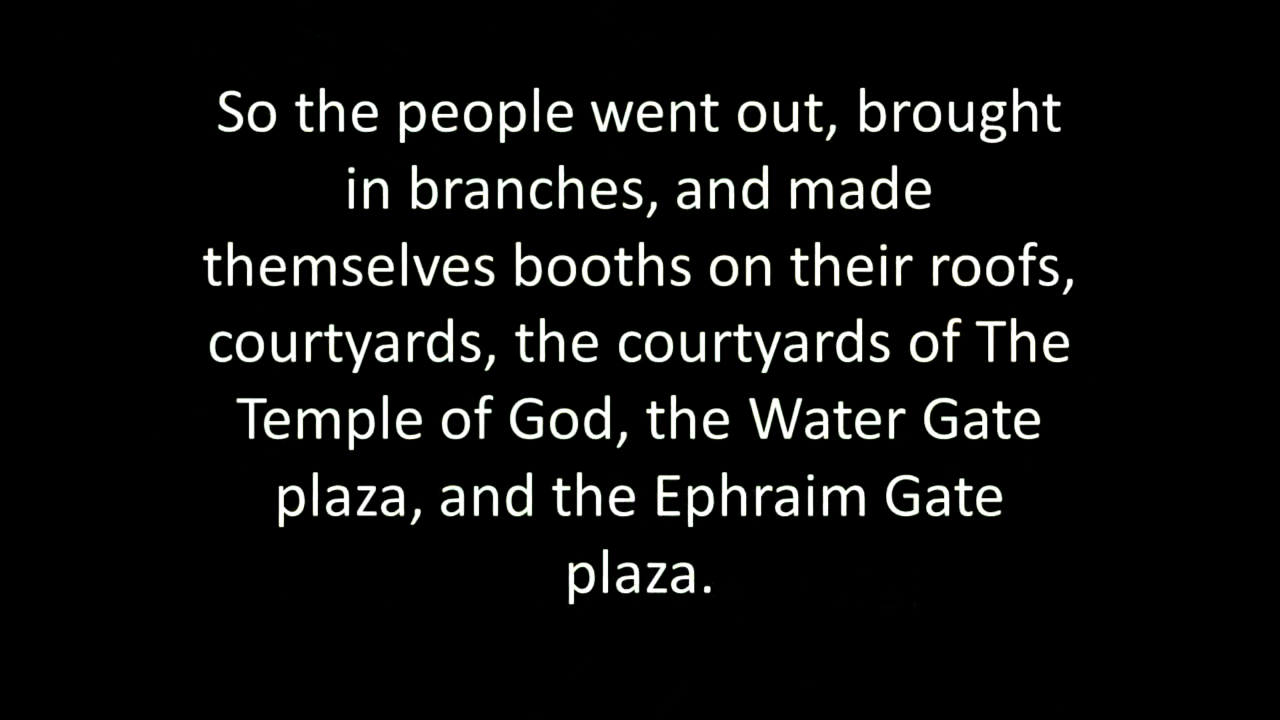 So the people went out, brought
in branches, and made
themselves booths on their roofs,
courtyards, the courtyards of The
Temple of God, the Water Gate
plaza, and the Ephraim Gate
plaza.